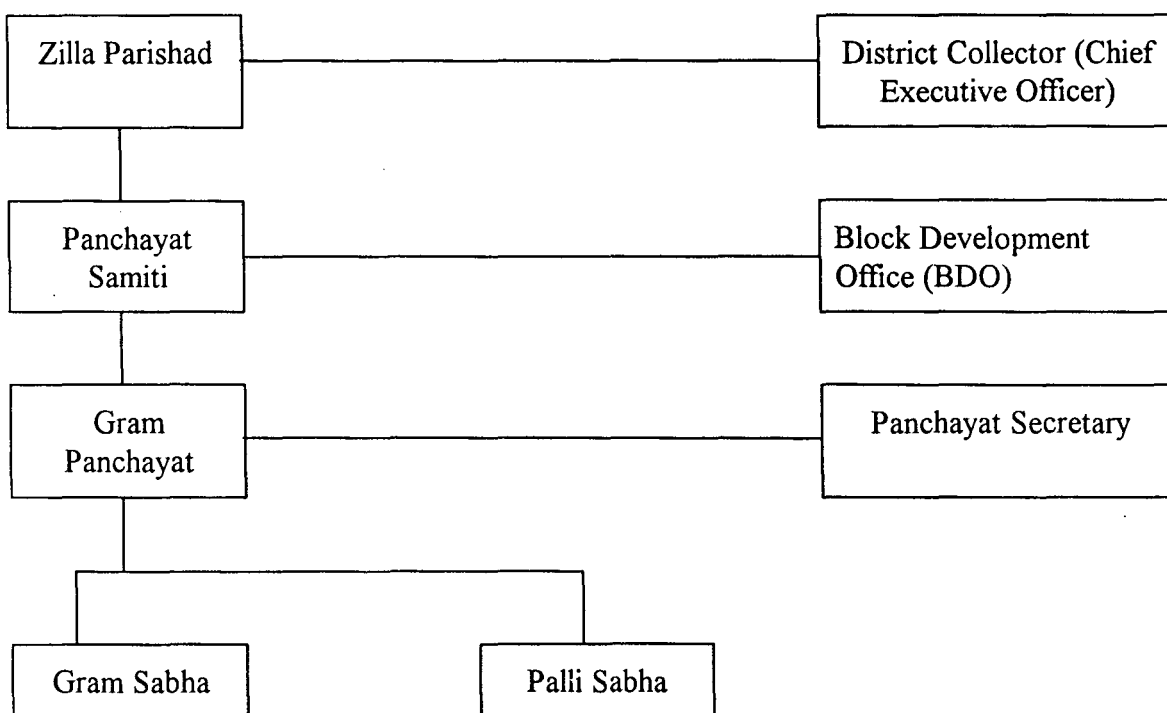 Zilla Parishad
District Collector (Chief
Executive Officer)
Panchayat
Samiti
Block Development
Office (BDO)
Gram
Panchayat
Panchayat Secretary
Gram Sabha
Palli Sabha